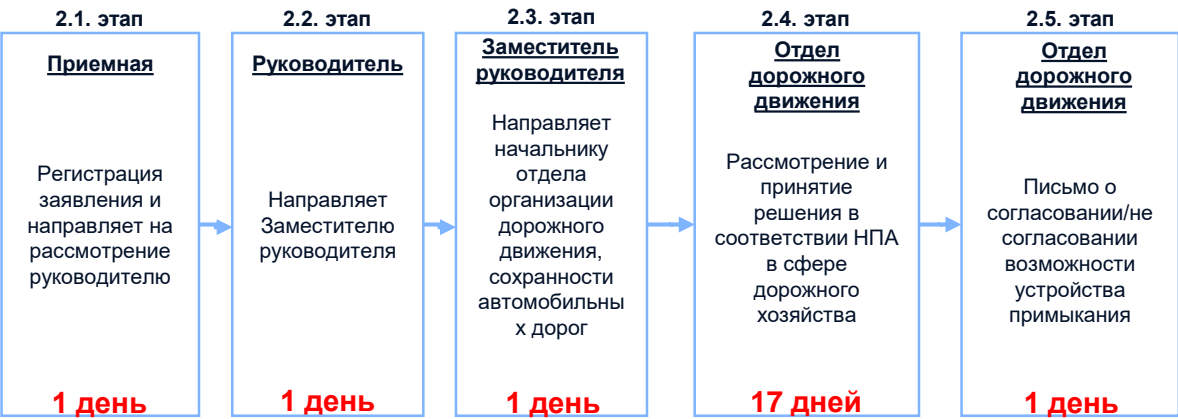 2.1. этап
Приемная
Регистрация
заявления и
направляет на
рассмотрение
руководителю
1 день
2.2. этап
Руководитель
Направляет
Заместителю
руководителя
1 день
2.3. этап
Заместитель
руководителя
Направляет
начальнику
отдела
организации
дорожного
движения,
сохранности
автомобильны
х дорог
1 день
2.4. этап
Отдел
дорожного
движения
Рассмотрение и
принятие
решения в
соответствии НПА
в сфере
дорожного
хозяйства
17 дней
2.5. этап
Отдел
дорожного
движения
Письмо о
согласовании/не
согласовании
возможности
устройства
примыкания
1 день